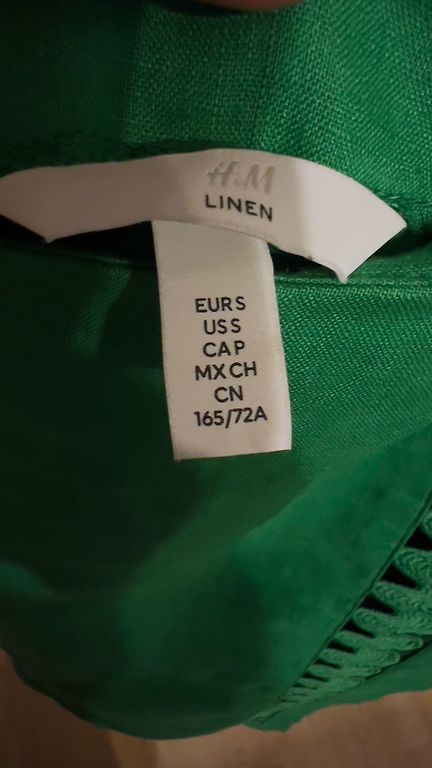 H&M
LINEN
EUR S
US S
CA P
MX CH
CN
165/72A